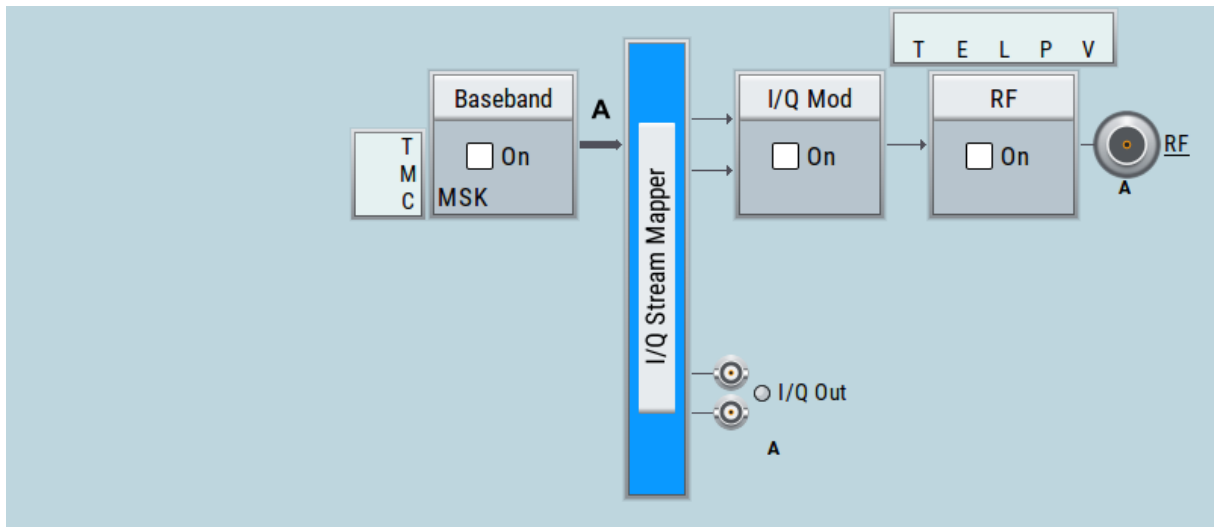 T E L P V
Baseband
A
I/Q Mod
RF
T
M
C
On
On
On
RF
MSK
A
I/Q Stream Mapper
I/Q Out
A